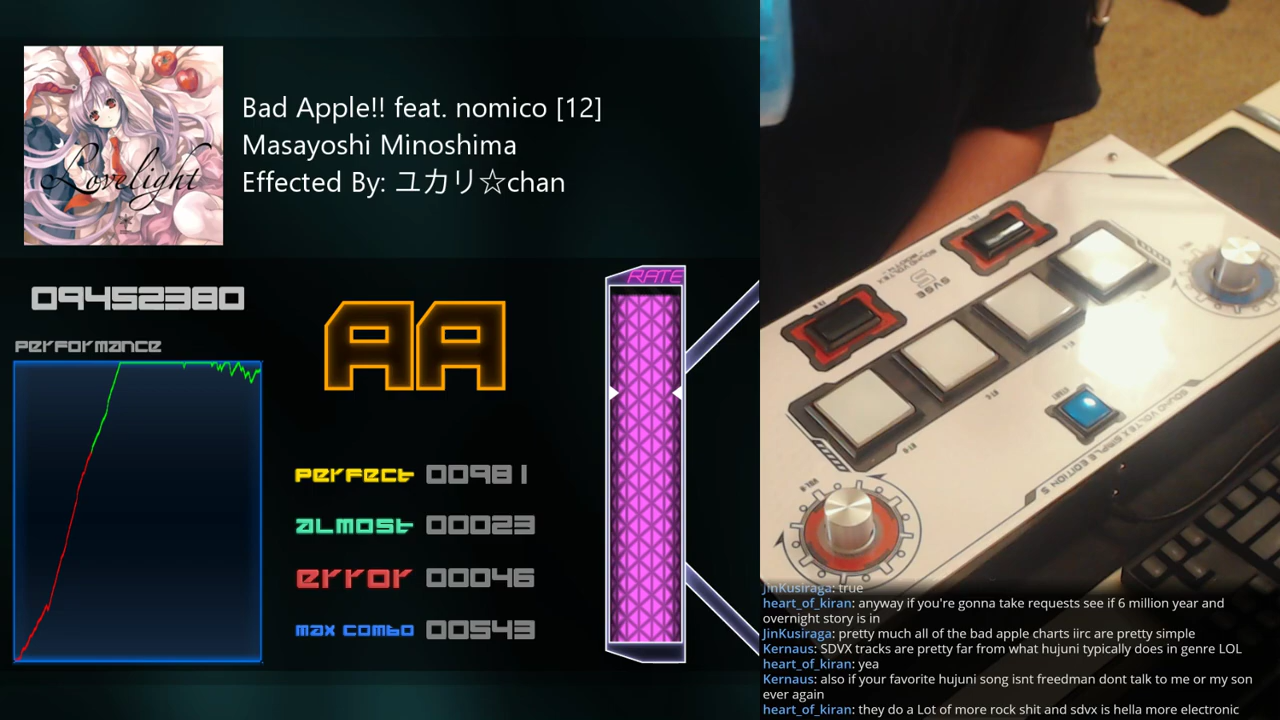 Lovelight
Bad Apple!! feat. nomico [12]
Masayoshi Minoshima
Effected By: ユカリ☆chan
09452380
PERFORMANCE
AA
RATE
PERFECT 00981
ALMOST 00023
ERROR 00046
MAX COMBO 00543
SVSE
START
SOUND VOLTEX SIMPLE EDITION S
JinKusiraga: true
heart_of_kiran: anyway if you're gonna take requests see if 6 million year and
overnight story is in
JinKusiraga: pretty much all of the bad apple charts iirc are pretty simple
Kernaus: SDVX tracks are pretty far from what hujuni typically does in genre LOL
heart_of_kiran: yea
Kernaus: also if your favorite hujuni song isnt freedman dont talk to me or my son
ever again
heart_of_kiran: they do a Lot of more rock shit and sdvx is hella more electronic